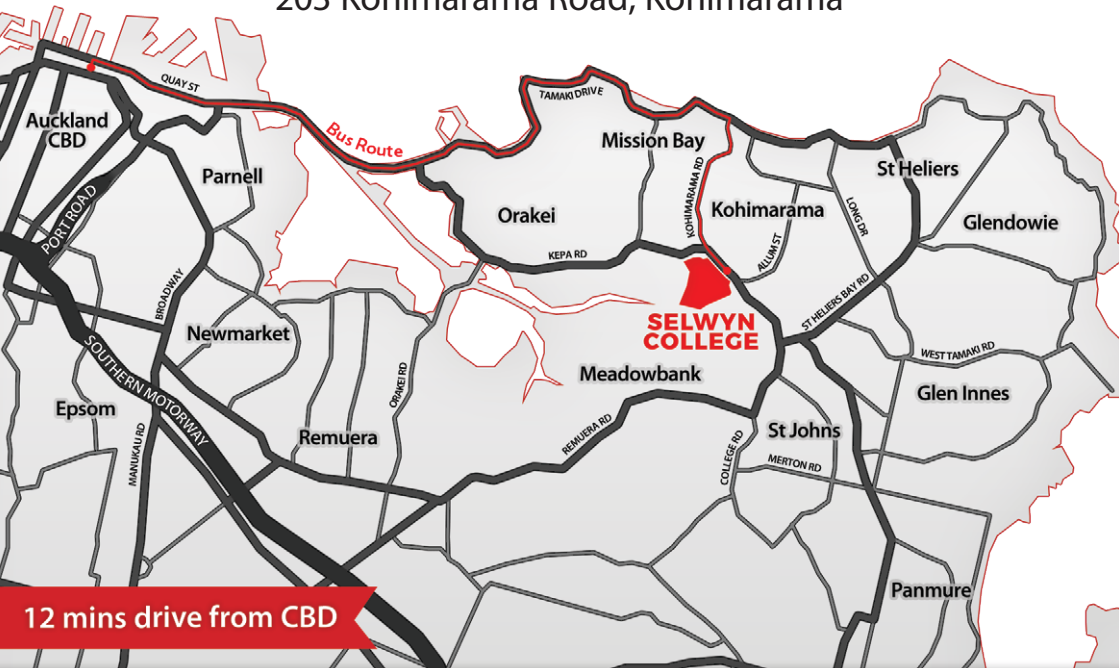 203 Kohimarama Road, Kohimarama
QUAY ST
Bus Route
TAMAKI DRIVE
Auckland
CBD
Mission Bay
Parnell
St Heliers
KOHIMARAMA RD
Orakei
Kohimarama
LONG DR
Glendowie
PORT ROAD
KEPA RD
ALLUM ST
BROADWAY
ST HELIERS BAY RD
SELWYN
COLLEGE
Newmarket
SOUTHERN MOTORWAY
WEST TAMAKI RD
Meadowbank
ORAKEI RD
Glen Innes
Epsom
Remuera
REMUERA RD
St Johns
MANUKAU RD
COLLEGE RD
MERTON RD
Panmure
12 mins drive from CBD